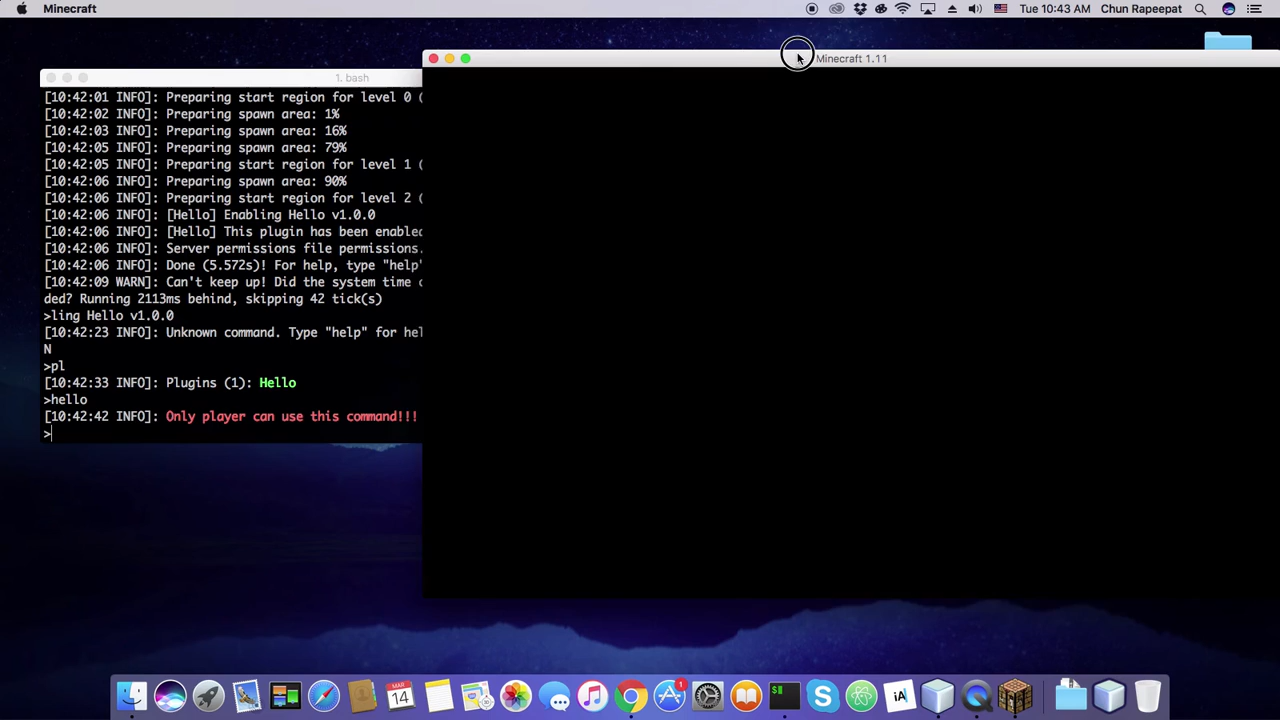 Minecraft
Tue 10:43 AM Chun Rapeepat
Minecraft 1.11
1. bash
[10:42:01 INFO]: Preparing start region for level 0 (
[10:42:02 INFO]: Preparing spawn area: 1%
[10:42:03 INFO]: Preparing spawn area: 16%
[10:42:05 INFO]: Preparing spawn area: 79%
[10:42:05 INFO]: Preparing start region for level 1 (
[10:42:06 INFO]: Preparing spawn area: 90%
[10:42:06 INFO]: Preparing start region for level 2 (
[10:42:06 INFO]: [Hello] Enabling Hello v1.0.0
[10:42:06 INFO]: [Hello] This plugin has been enable
[10:42:06 INFO]: Server permissions file permissions.
[10:42:06 INFO]: Done (5.572s)! For help, type "help"
[10:42:09 WARN]: Can't keep up! Did the system time
ded? Running 2113ms behind, skipping 42 tick(s)
>ling Hello v1.0.0
[10:42:23 INFO]: Unknown command. Type "help" for hel
N
>pl
[10:42:33 INFO]: Plugins (1): Hello
>hello
[10:42:42 INFO]: Only player can use this command!!!
>
MAR
14
1
$
iA